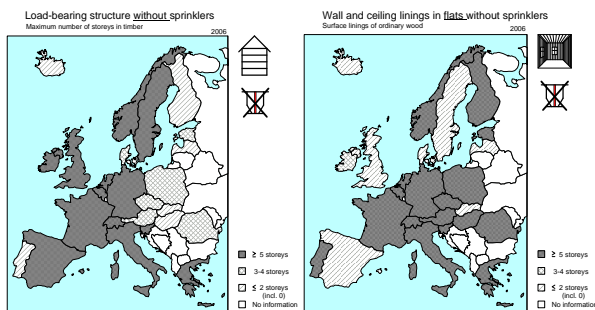 Load-bearing structure without sprinklers
Maximum number of storeys in timber
2006
≥ 5 storeys
3-4 storeys
≤ 2 storeys
(incl. 0)
No information
Wall and ceiling linings in flats without sprinklers
Surface linings of ordinary wood
2006
≥ 5 storeys
3-4 storeys
≤ 2 storeys
(incl. 0)
No information